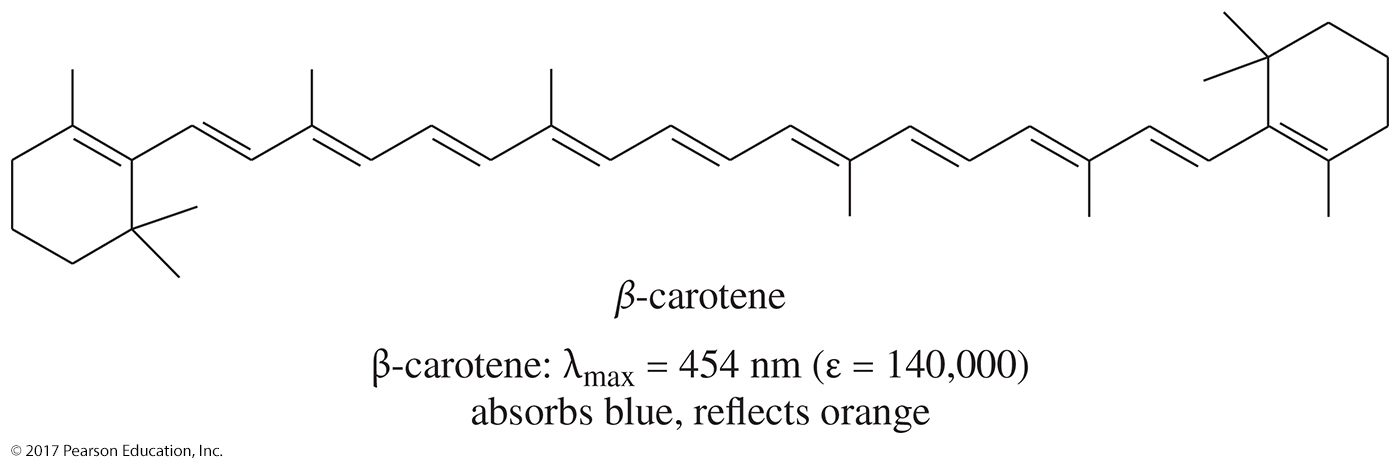 β-carotene
β-carotene: λmax = 454 nm (ε = 140,000)
absorbs blue, reflects orange
© 2017 Pearson Education, Inc.